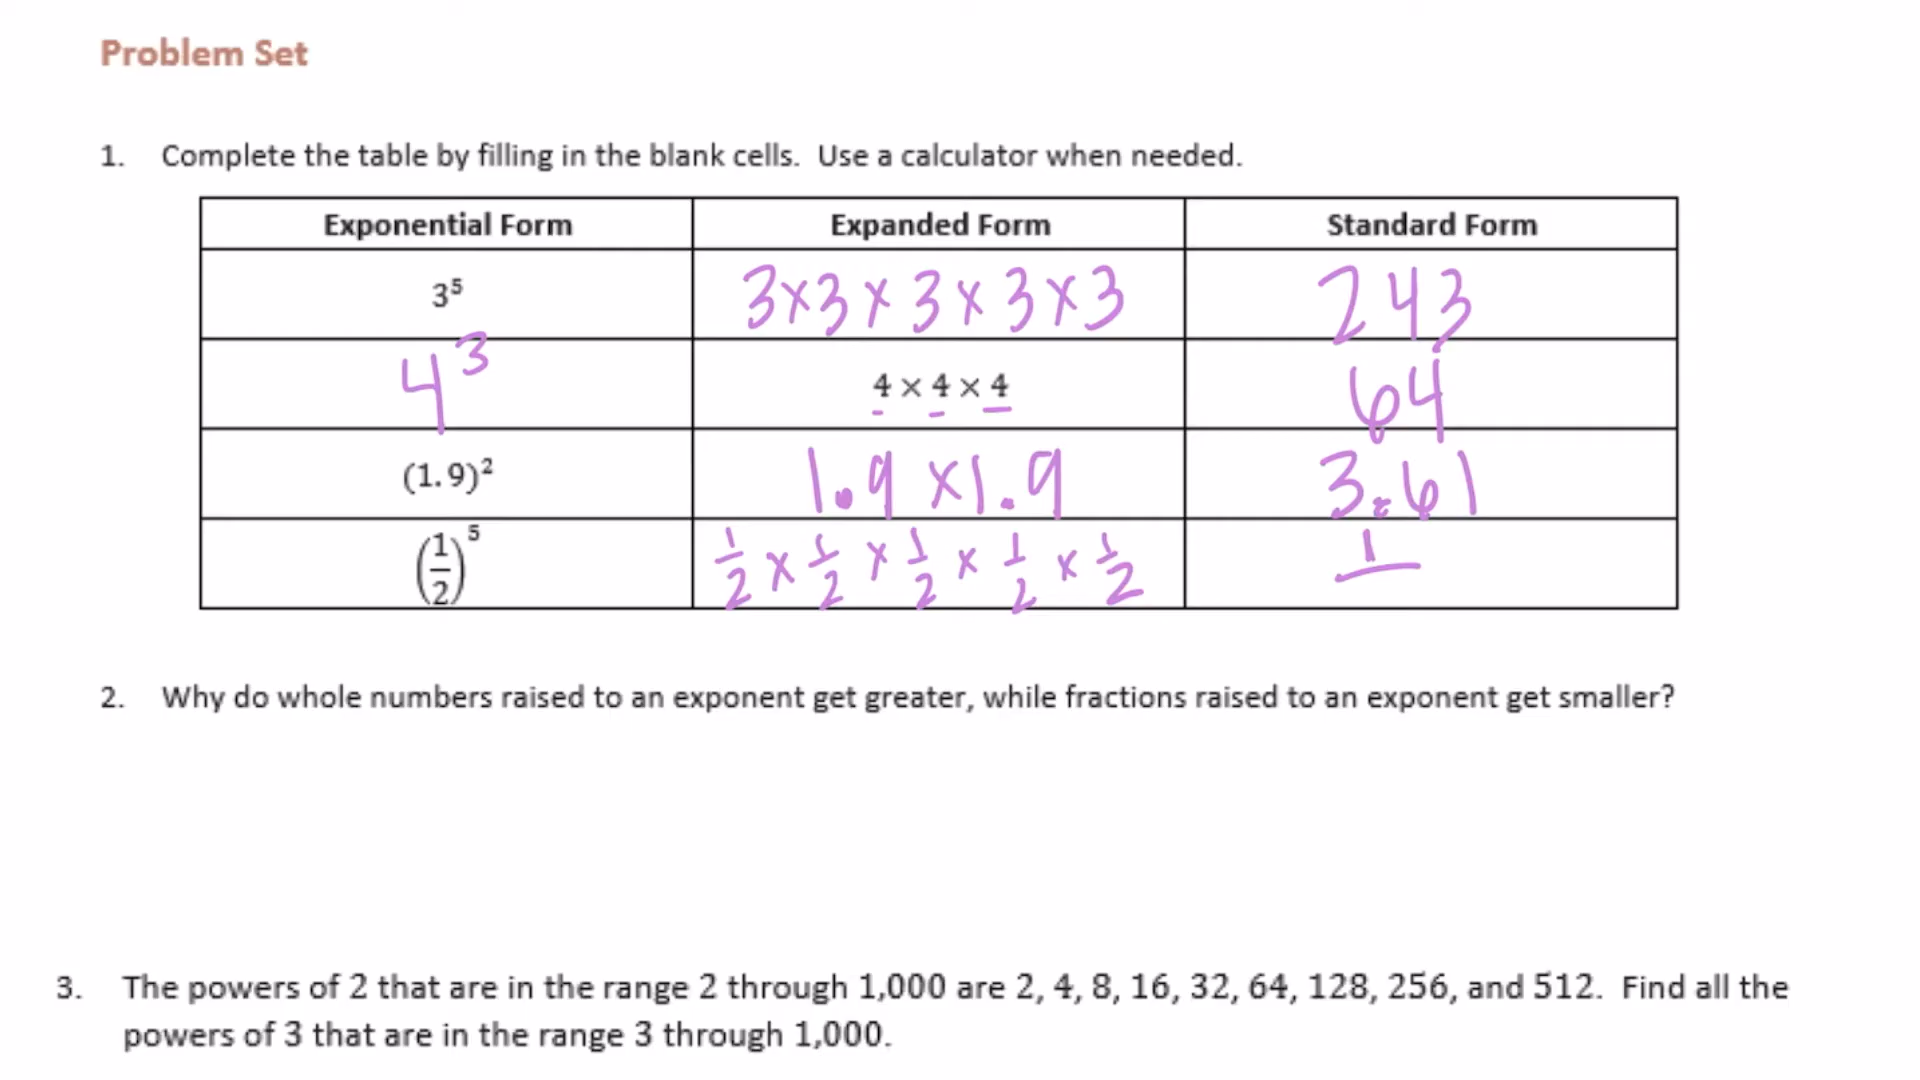 Problem Set
1. Complete the table by filling in the blank cells. Use a calculator when needed.
Exponential Form Expanded Form Standard Form
3⁵ 3×3×3×3×3 243
4³ 4 × 4 × 4 64
(1.9)² 1.9×1.9 3.61
(1/2)⁵ 1/2 × 1/2 × 1/2 × 1/2 × 1/2 1/
2. Why do whole numbers raised to an exponent get greater, while fractions raised to an exponent get smaller?
3. The powers of 2 that are in the range 2 through 1,000 are 2, 4, 8, 16, 32, 64, 128, 256, and 512. Find all the
powers of 3 that are in the range 3 through 1,000.